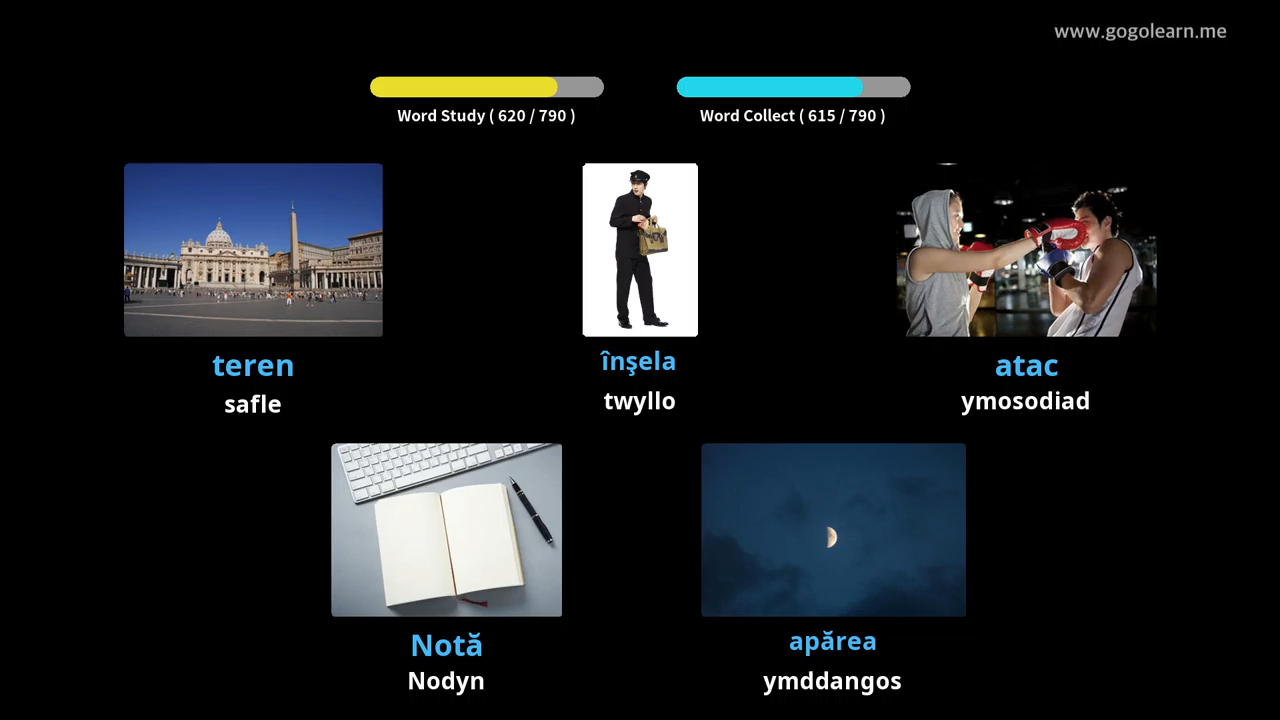 www.gogolearn.me
Word Study ( 620 / 790 )
Word Collect ( 615 / 790 )
teren
safle
înşela
twyllo
atac
ymosodiad
Notă
Nodyn
apărea
ymddangos